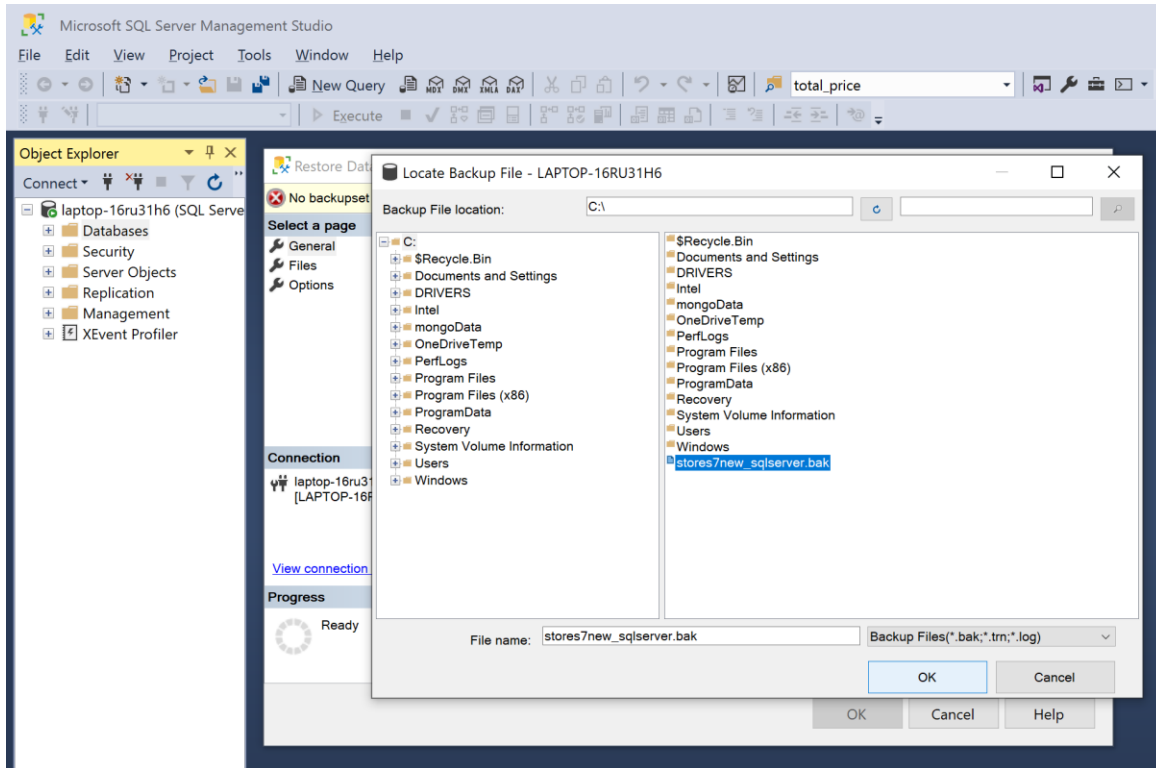 Microsoft SQL Server Management Studio
File Edit View Project Tools Window Help
New Query MDX DMX XMLA DAX total_price
Execute
Object Explorer
Connect
laptop-16ru31h6 (SQL Serve
Databases
Security
Server Objects
Replication
Management
XEvent Profiler
Restore Data
No backupset
Select a page
General
Files
Options
Connection
laptop-16ru31
[LAPTOP-16R
View connection
Progress
Ready
Locate Backup File - LAPTOP-16RU31H6
Backup File location: C:\
C:
$Recycle.Bin
Documents and Settings
DRIVERS
Intel
mongoData
OneDriveTemp
PerfLogs
Program Files
Program Files (x86)
ProgramData
Recovery
System Volume Information
Users
Windows
$Recycle.Bin
Documents and Settings
DRIVERS
Intel
mongoData
OneDriveTemp
PerfLogs
Program Files
Program Files (x86)
ProgramData
Recovery
System Volume Information
Users
Windows
stores7new_sqlserver.bak
File name: stores7new_sqlserver.bak Backup Files(*.bak;*.trn;*.log)
OK Cancel
OK Cancel Help